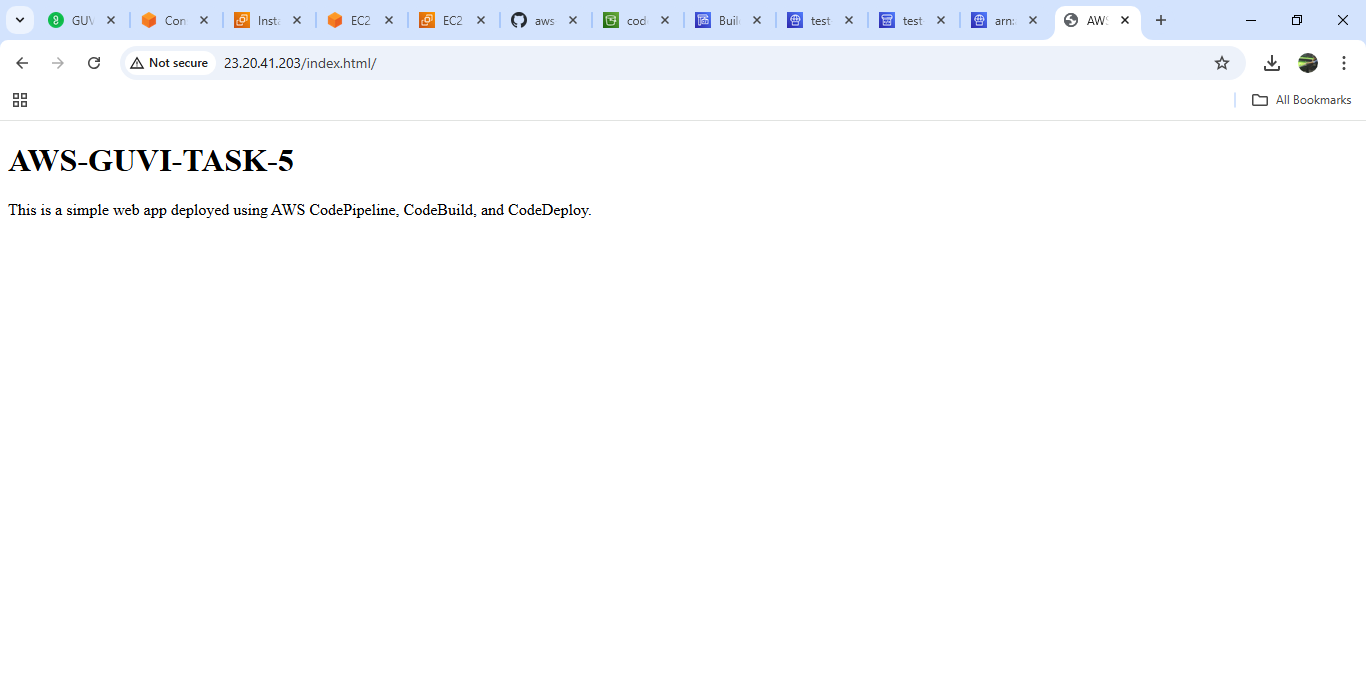 GUV
Con
Inst
EC2
EC2
aws
cod
Buil
test
test
arn:
AWS
Not secure
23.20.41.203/index.html/
All Bookmarks
AWS-GUVI-TASK-5
This is a simple web app deployed using AWS CodePipeline, CodeBuild, and CodeDeploy.